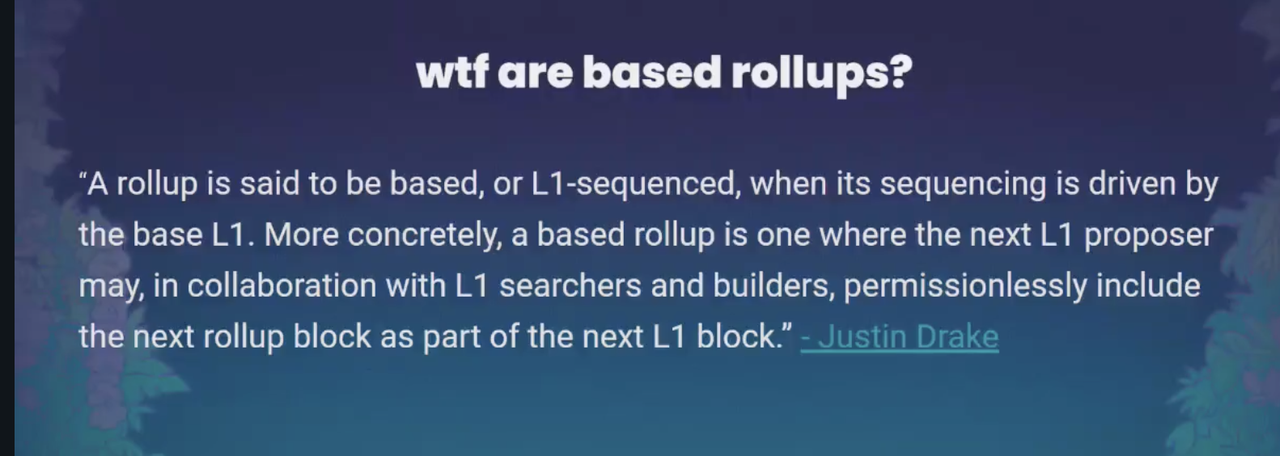 wtf are based rollups?
“A rollup is said to be based, or L1-sequenced, when its sequencing is driven by
the base L1. More concretely, a based rollup is one where the next L1 proposer
may, in collaboration with L1 searchers and builders, permissionlessly include
the next rollup block as part of the next L1 block.” - Justin Drake